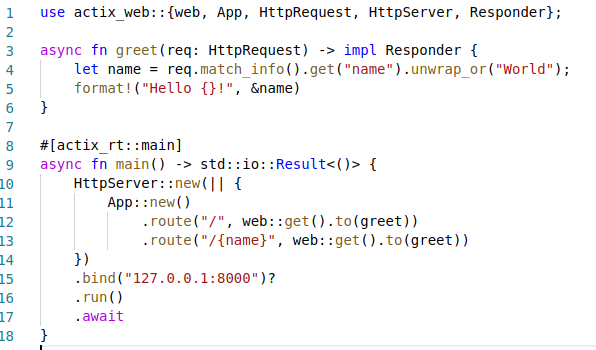 1 use actix_web::{web, App, HttpRequest, HttpServer, Responder};
2
3 async fn greet(req: HttpRequest) -> impl Responder {
4     let name = req.match_info().get("name").unwrap_or("World");
5     format!("Hello {}!", &name)
6 }
7
8 #[actix_rt::main]
9 async fn main() -> std::io::Result<()> {
10     HttpServer::new(|| {
11         App::new()
12             .route("/", web::get().to(greet))
13             .route("/{name}", web::get().to(greet))
14     })
15     .bind("127.0.0.1:8000")?
16     .run()
17     .await
18 }